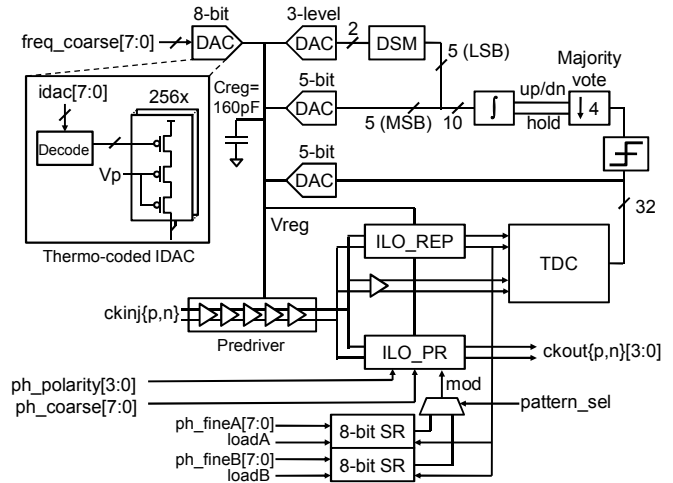 8-bit
3-level
freq_coarse[7:0]
DAC
DAC
2
DSM
5 (LSB)
idac[7:0]
256x
Creg=
160pF
5-bit
DAC
5 (MSB)
10
∫
up/dn
hold
Majority
vote
↓ 4
Decode
Vp
5-bit
DAC
32
Thermo-coded IDAC
Vreg
ILO_REP
TDC
ckinj{p,n}
Predriver
ILO_PR
ckout{p,n}[3:0]
ph_polarity[3:0]
ph_coarse[7:0]
mod
pattern_sel
ph_fineA[7:0]
loadA
8-bit SR
ph_fineB[7:0]
loadB
8-bit SR